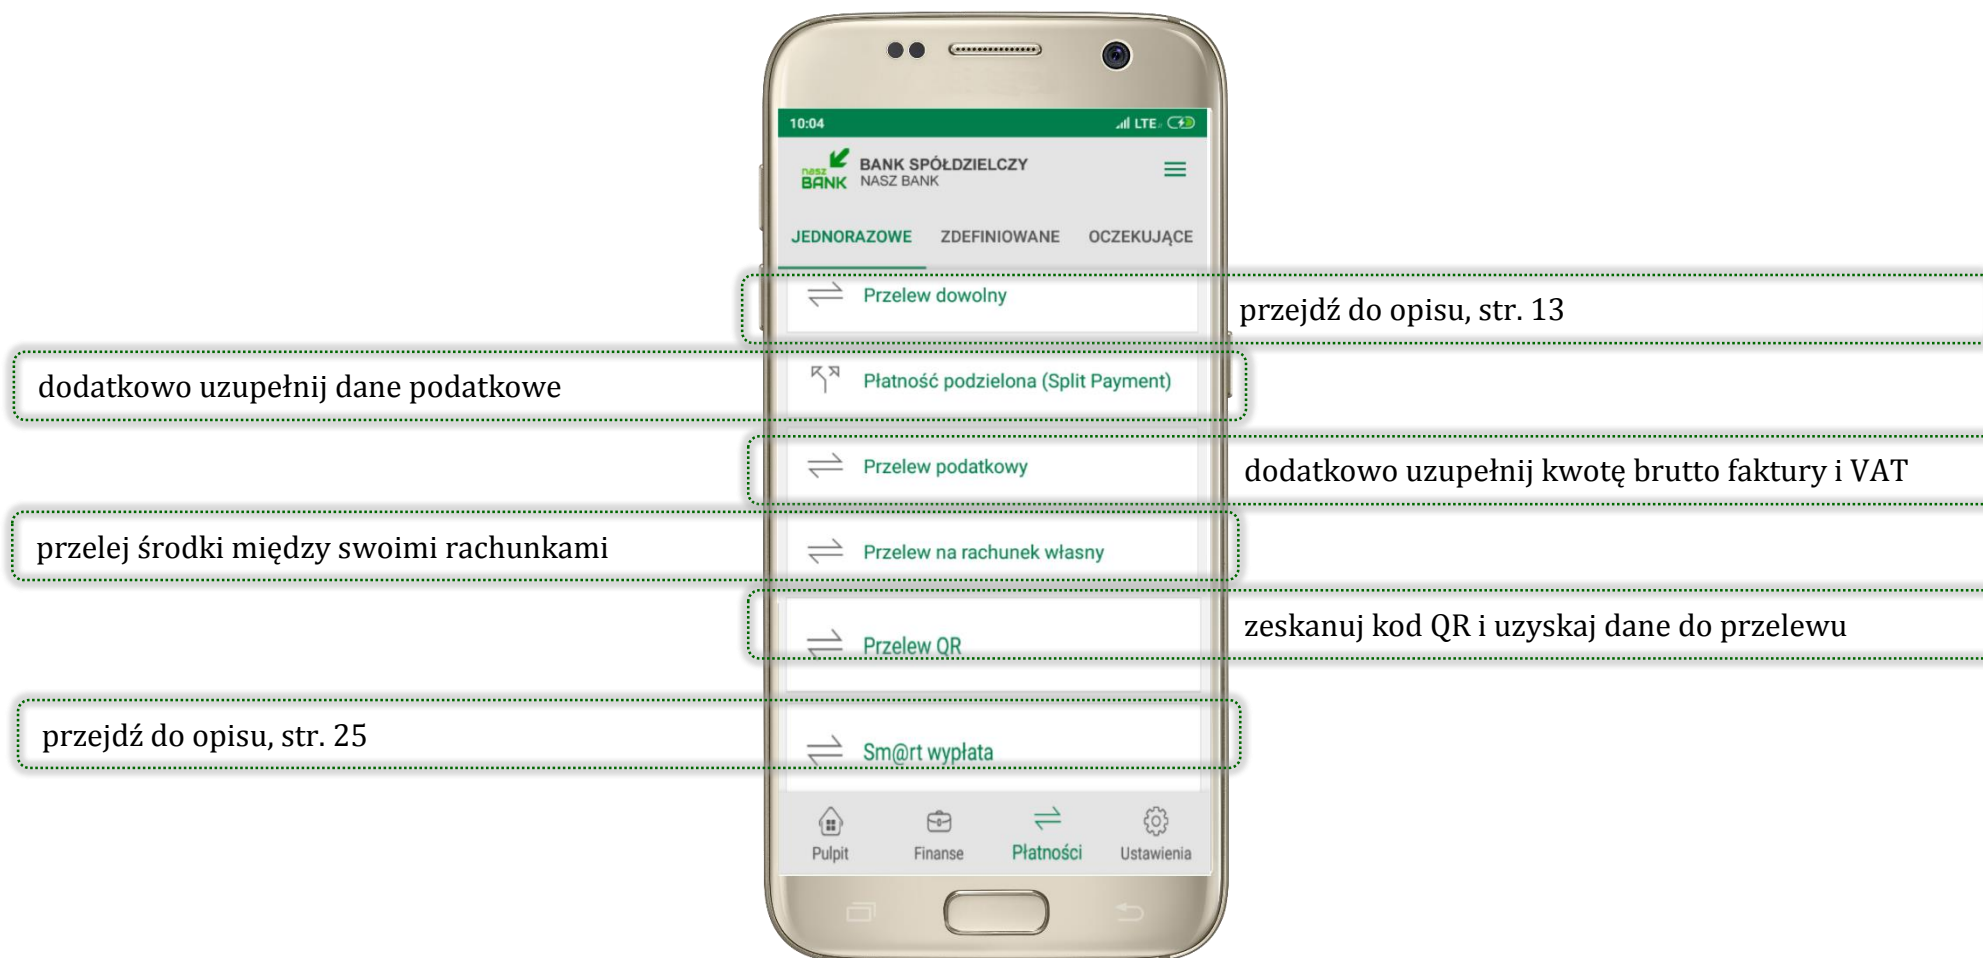 10:04 LTE
nasz BANK BANK SPÓŁDZIELCZY
NASZ BANK
JEDNORAZOWE ZDEFINIOWANE OCZEKUJĄCE
Przelew dowolny
przejdź do opisu, str. 13
dodatkowo uzupełnij dane podatkowe
Płatność podzielona (Split Payment)
Przelew podatkowy
dodatkowo uzupełnij kwotę brutto faktury i VAT
przelej środki między swoimi rachunkami
Przelew na rachunek własny
Przelew QR
zeskanuj kod QR i uzyskaj dane do przelewu
przejdź do opisu, str. 25
Sm@rt wypłata
Pulpit Finanse Płatności Ustawienia